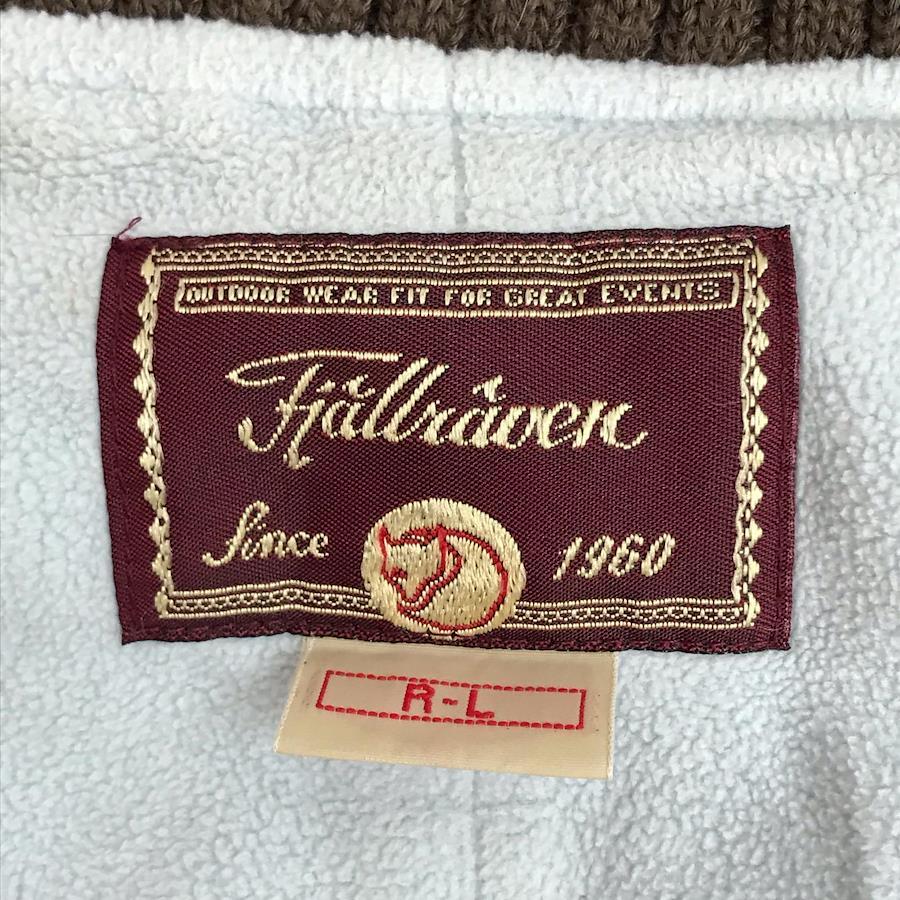 OUTDOOR WEAR FIT FOR GREAT EVENTS
Fjällräven
Since 1960
R-L